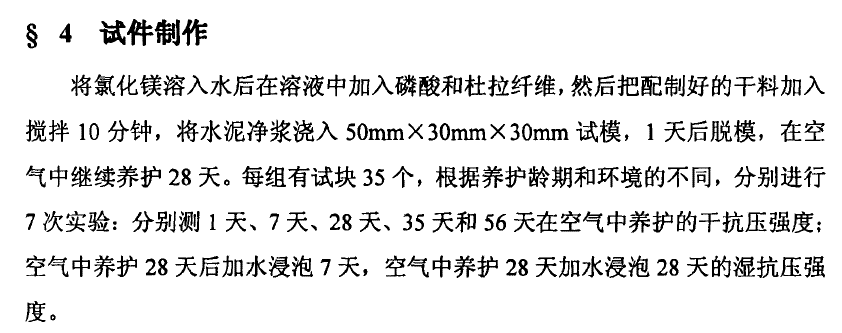 § 4 试件制作
将氯化镁溶入水后在溶液中加入磷酸和杜拉纤维，然后把配制好的干料加入
搅拌 10 分钟，将水泥净浆浇入 50mm×30mm×30mm 试模，1 天后脱模，在空
气中继续养护 28 天。每组有试块 35 个，根据养护龄期和环境的不同，分别进行
7 次实验：分别测 1 天、7 天、28 天、35 天和 56 天在空气中养护的干抗压强度；
空气中养护 28 天后加水浸泡 7 天，空气中养护 28 天加水浸泡 28 天的湿抗压强
度。